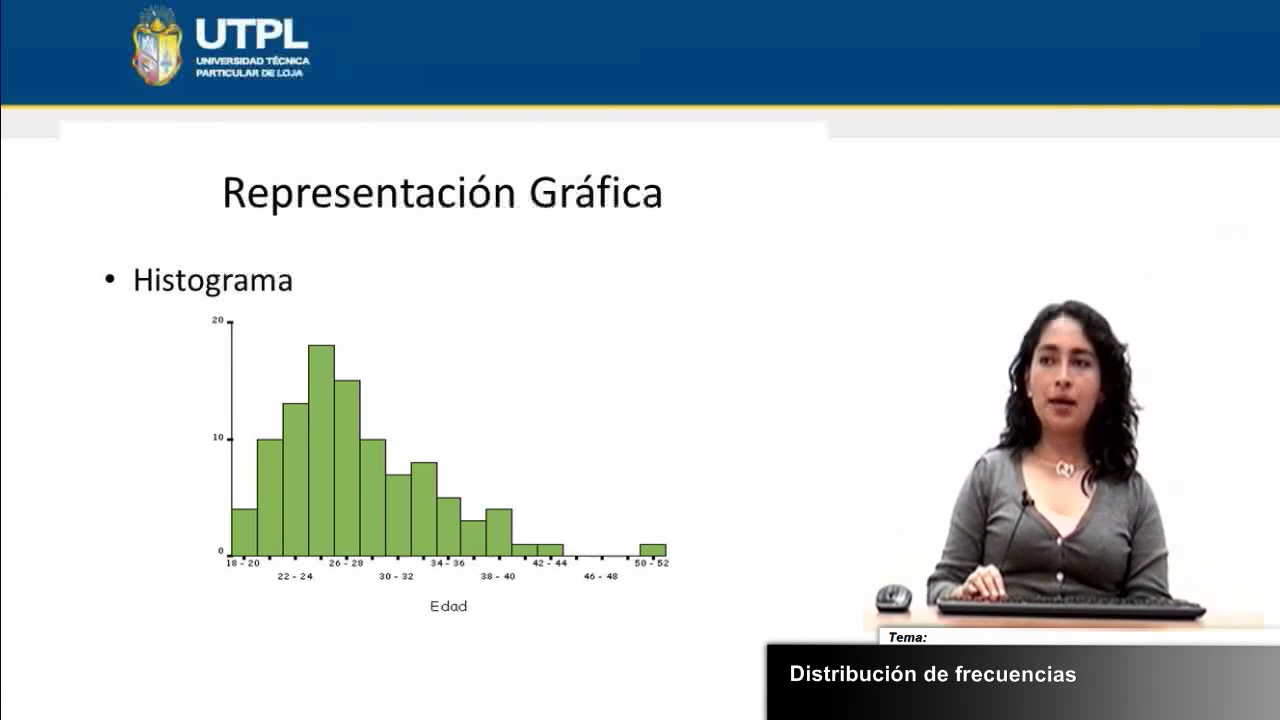 UTPL
UNIVERSIDAD TÉCNICA
PARTICULAR DE LOJA
Representación Gráfica
• Histograma
20
10
0
18 - 20
26 - 28
34 - 36
42 - 44
50 - 52
22 - 24
30 - 32
38 - 40
46 - 48
Edad
Tema:
Distribución de frecuencias